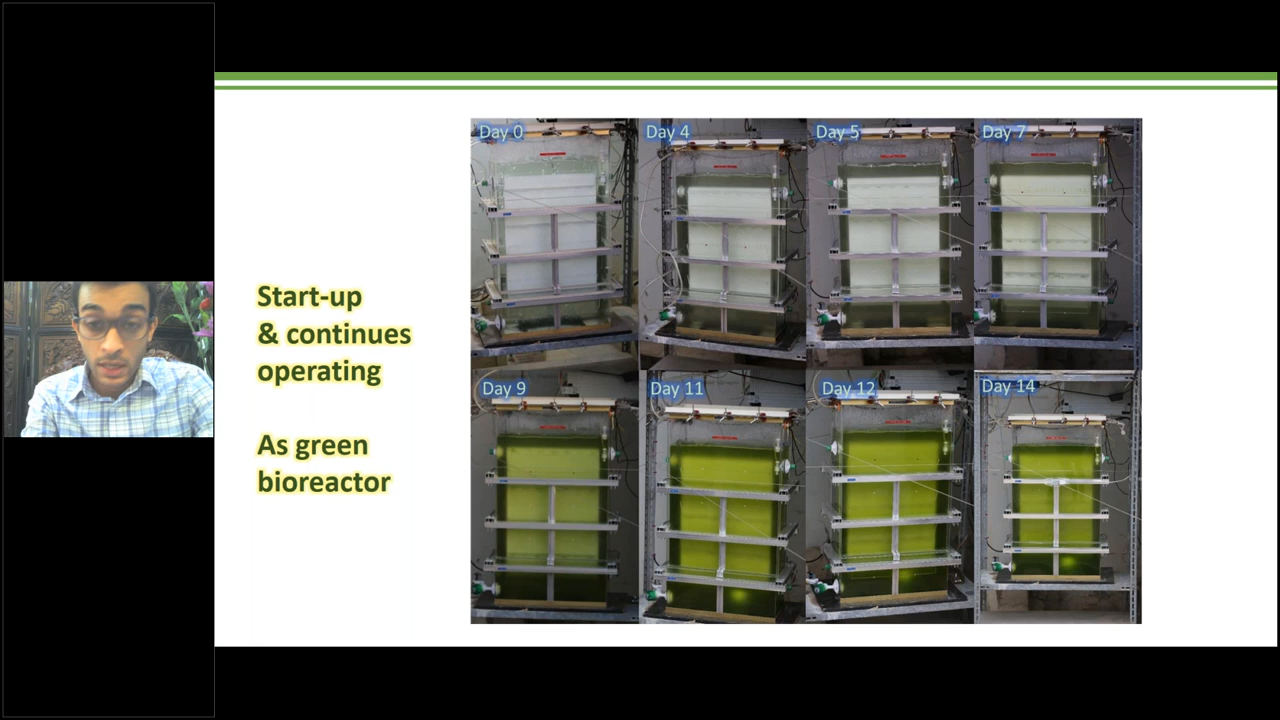 Start-up
& continues
operating
As green
bioreactor
Day 0
Day 4
Day 5
Day 7
Day 9
Day 11
Day 12
Day 14